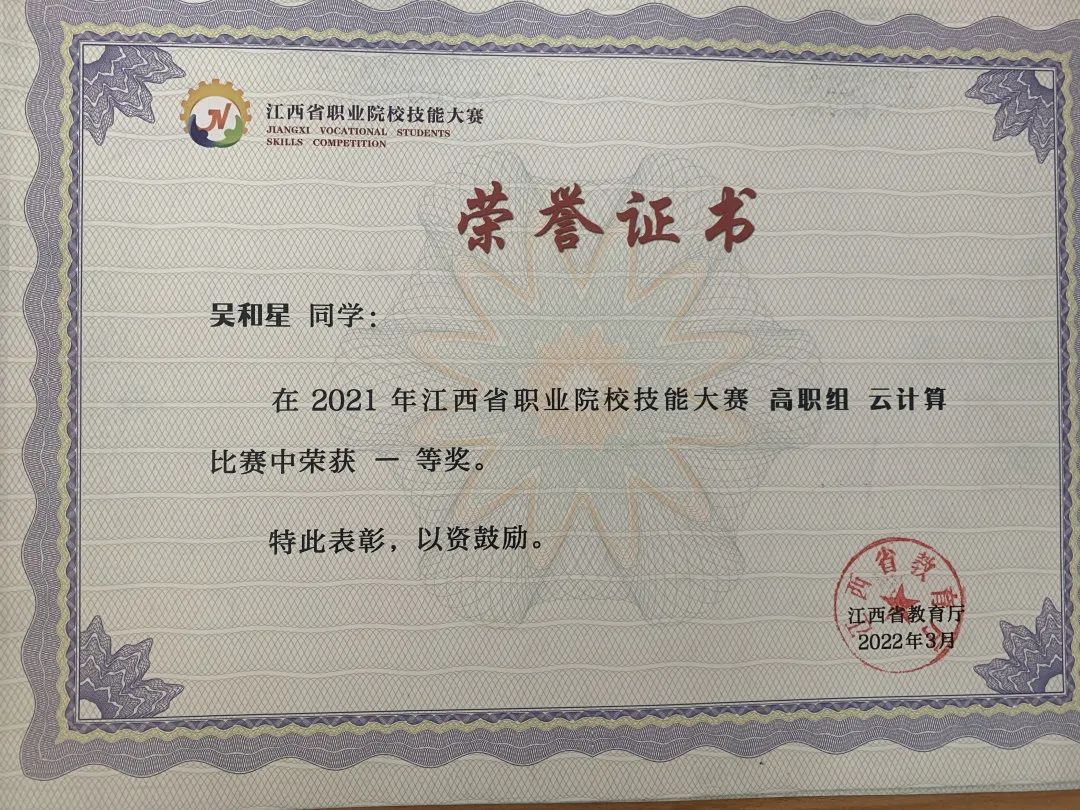 江西省职业院校技能大赛
JIANGXI VOCATIONAL STUDENTS
SKILLS COMPETITION
荣誉证书
吴和星 同学：
在 2021 年江西省职业院校技能大赛 高职组 云计算
比赛中荣获 一 等奖。
特此表彰，以资鼓励。
江西省教育厅
江西省教育厅
2022年3月